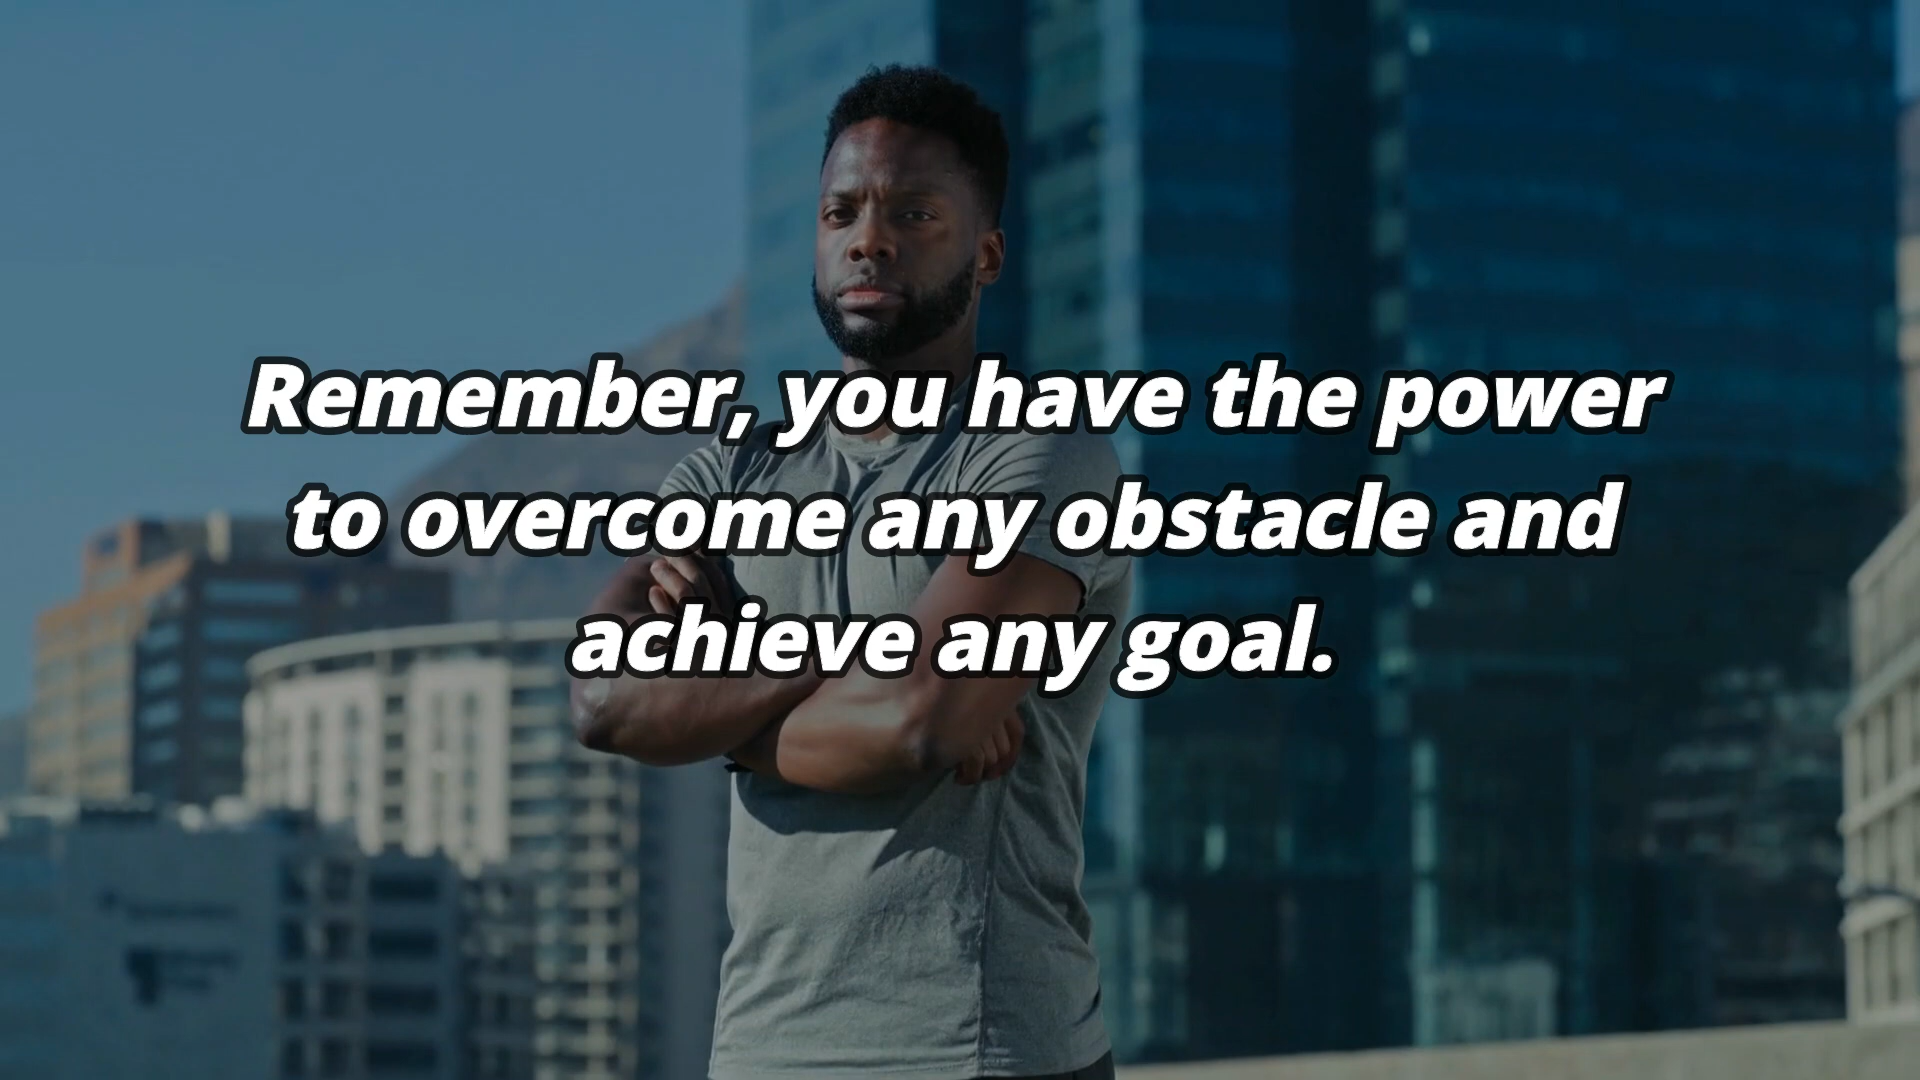 Remember, you have the power
to overcome any obstacle and
achieve any goal.